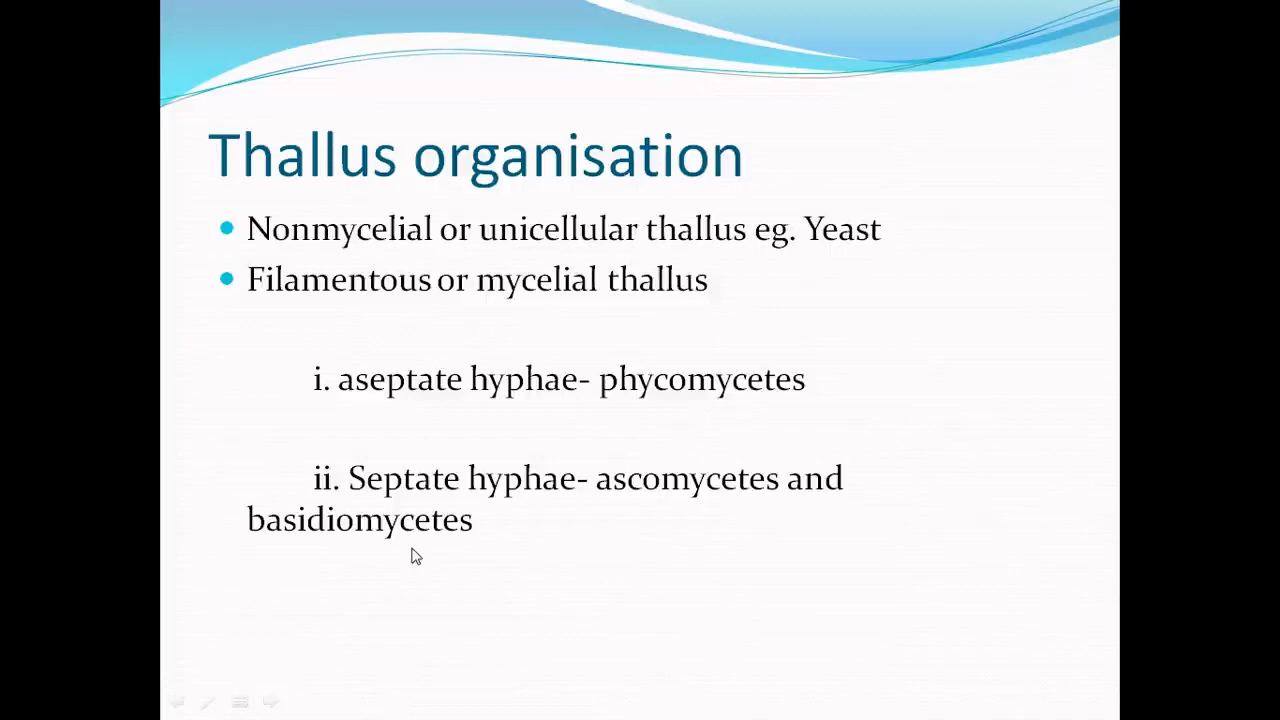 Thallus organisation
Nonmycelial or unicellular thallus eg. Yeast
Filamentous or mycelial thallus
i. aseptate hyphae- phycomycetes
ii. Septate hyphae- ascomycetes and
basidiomycetes